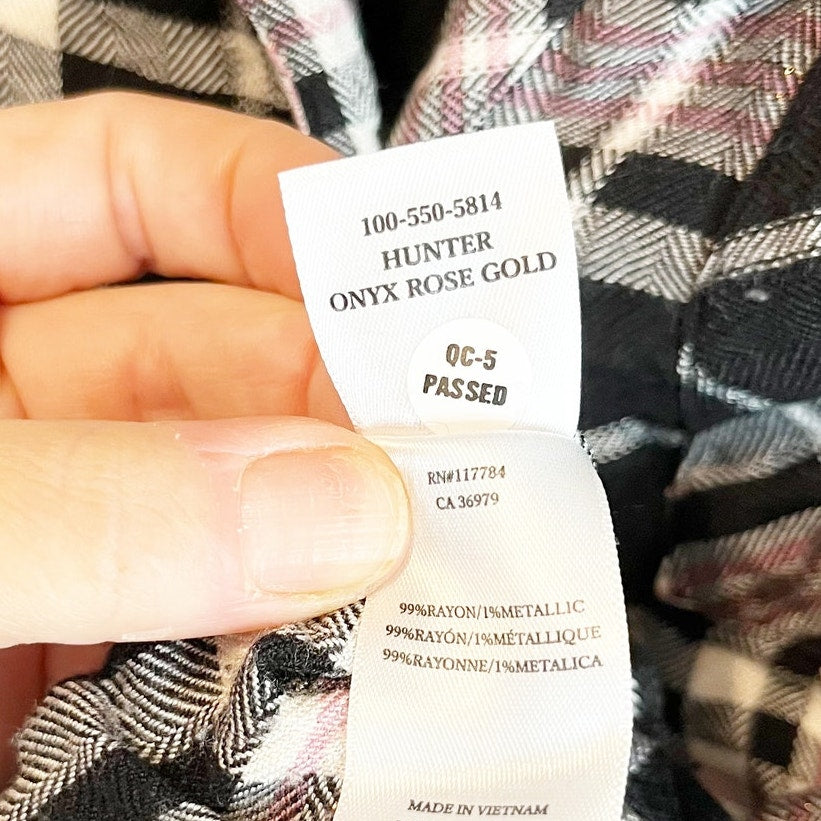 100-550-5814
HUNTER
ONYX ROSE GOLD
QC-5
PASSED
RN#117784
CA 36979
99%RAYON/1%METALLIC
99%RAYÓN/1%MÉTALLIQUE
99%RAYONNE/1%METALICA
MADE IN VIETNAM